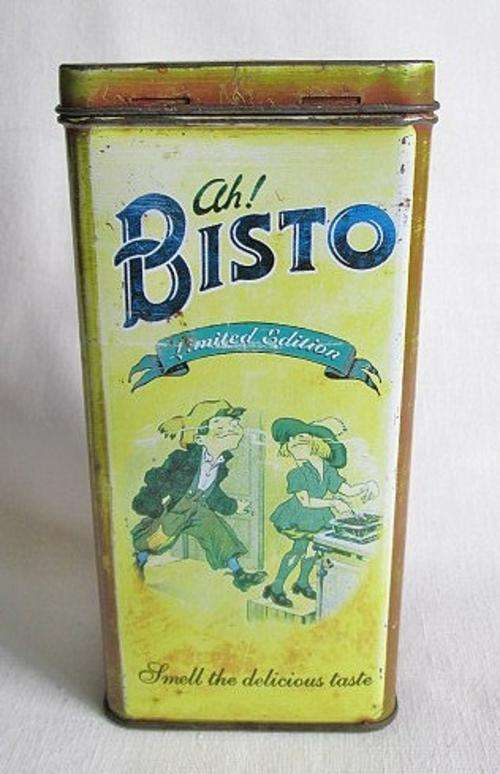 Ah!
BISTO
Limited Edition
Smell the delicious taste